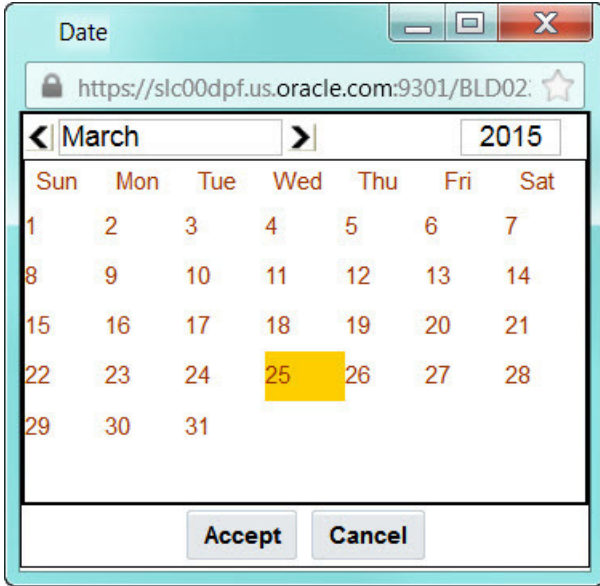 Date
https://slc00dpf.us.oracle.com:9301/BLD02
March 2015
Sun Mon Tue Wed Thu Fri Sat
1 2 3 4 5 6 7
8 9 10 11 12 13 14
15 16 17 18 19 20 21
22 23 24 25 26 27 28
29 30 31
Accept Cancel